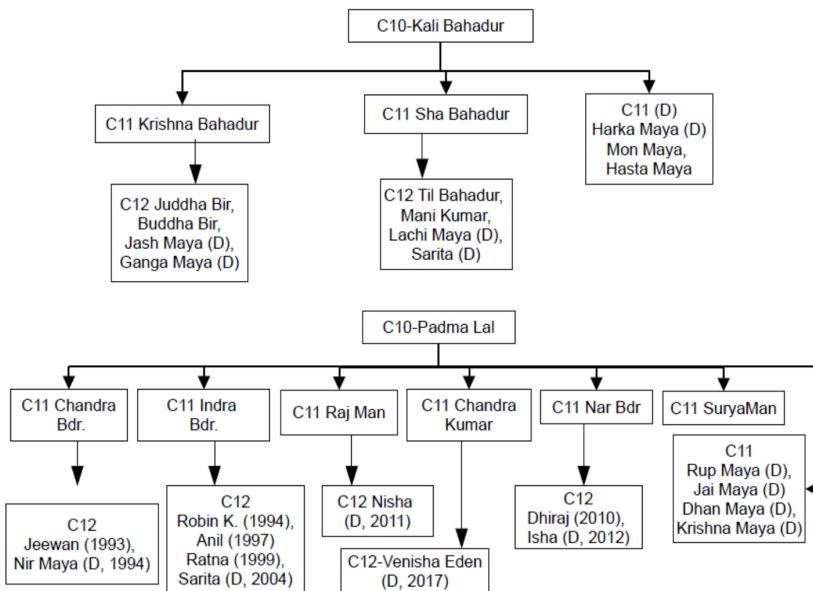 C10-Kali Bahadur
C11 Krishna Bahadur
C11 Sha Bahadur
C11 (D)
Harka Maya (D)
Mon Maya,
Hasta Maya
C12 Juddha Bir,
Buddha Bir,
Jash Maya (D),
Ganga Maya (D)
C12 Til Bahadur,
Mani Kumar,
Lachi Maya (D),
Sarita (D)
C10-Padma Lal
C11 Chandra
Bdr.
C11 Indra
Bdr.
C11 Raj Man
C11 Chandra
Kumar
C11 Nar Bdr
C11 SuryaMan
C12
Jeewan (1993),
Nir Maya (D, 1994)
C12
Robin K. (1994),
Anil (1997)
Ratna (1999),
Sarita (D, 2004)
C12 Nisha
(D, 2011)
C12-Venisha Eden
(D, 2017)
C12
Dhiraj (2010),
Isha (D, 2012)
C11
Rup Maya (D),
Jai Maya (D)
Dhan Maya (D),
Krishna Maya (D)